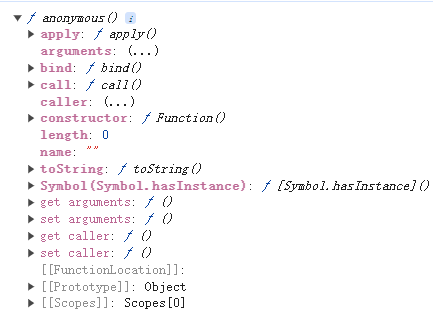 ƒ anonymous() i
apply: ƒ apply()
arguments: (...)
bind: ƒ bind()
call: ƒ call()
caller: (...)
constructor: ƒ Function()
length: 0
name: ""
toString: ƒ toString()
Symbol(Symbol.hasInstance): ƒ [Symbol.hasInstance]()
get arguments: ƒ ()
set arguments: ƒ ()
get caller: ƒ ()
set caller: ƒ ()
[[FunctionLocation]]:
[[Prototype]]: Object
[[Scopes]]: Scopes[0]